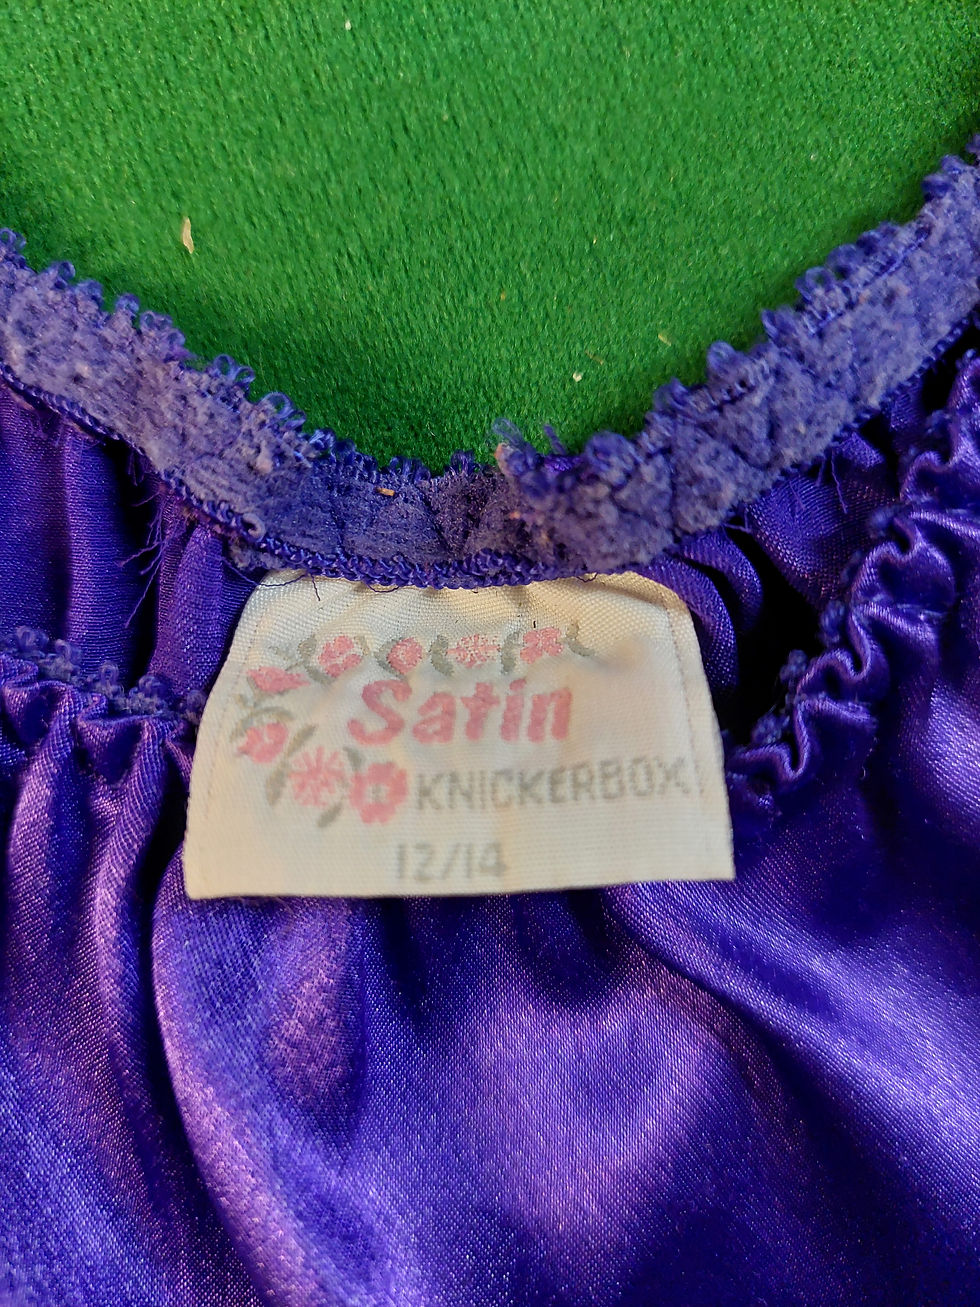 Satin
KNICKERBOX
12/14